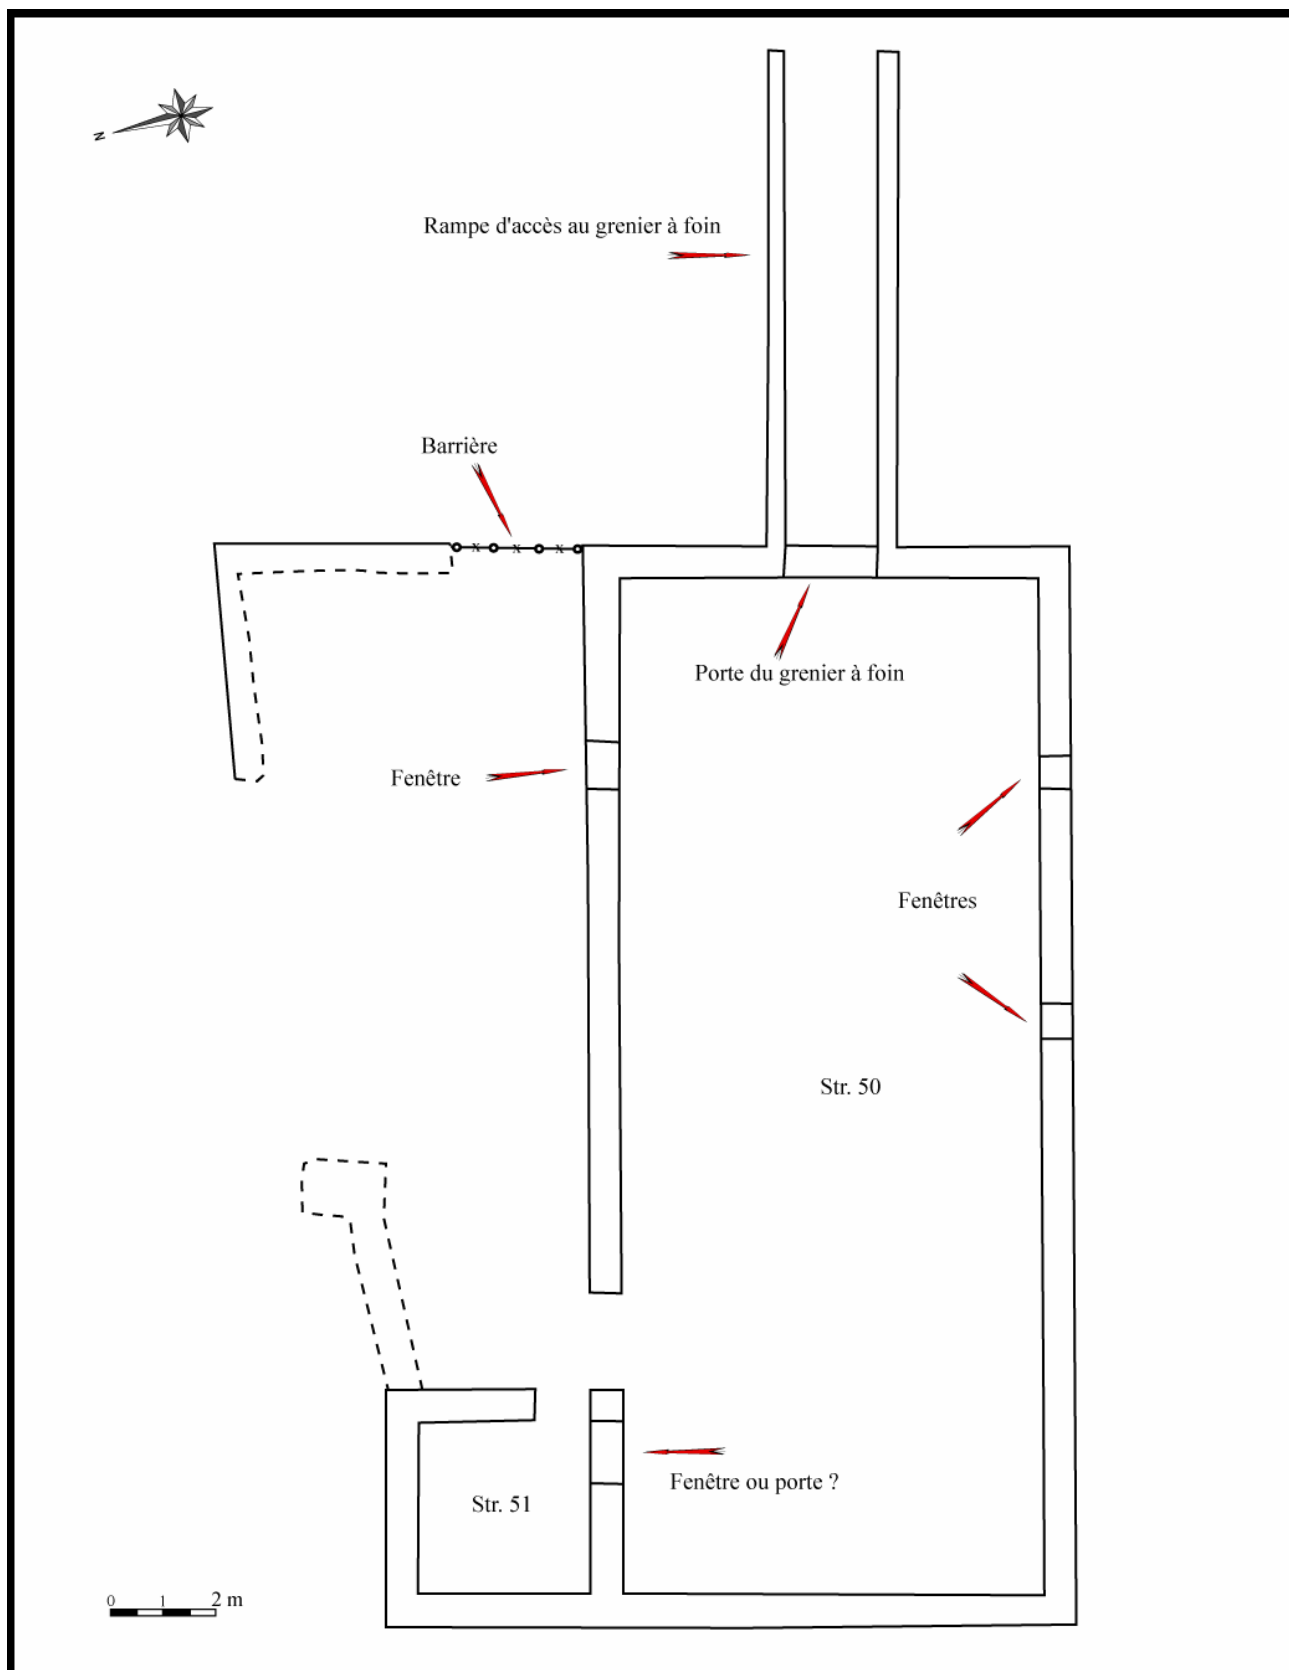 N
Rampe d'accès au grenier à foin
Barrière
x x x
Porte du grenier à foin
Fenêtre
Fenêtres
Str. 50
Fenêtre ou porte ?
Str. 51
0 1 2 m